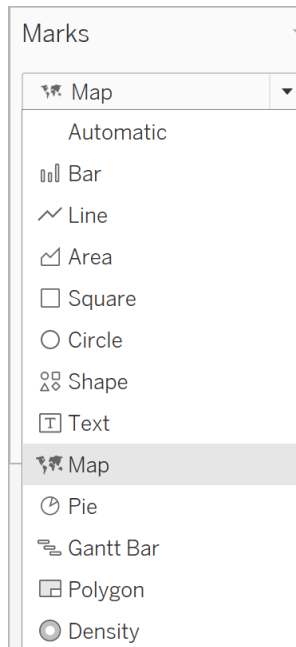 Marks
Map
Automatic
Bar
Line
Area
Square
Circle
Shape
Text
Map
Pie
Gantt Bar
Polygon
Density